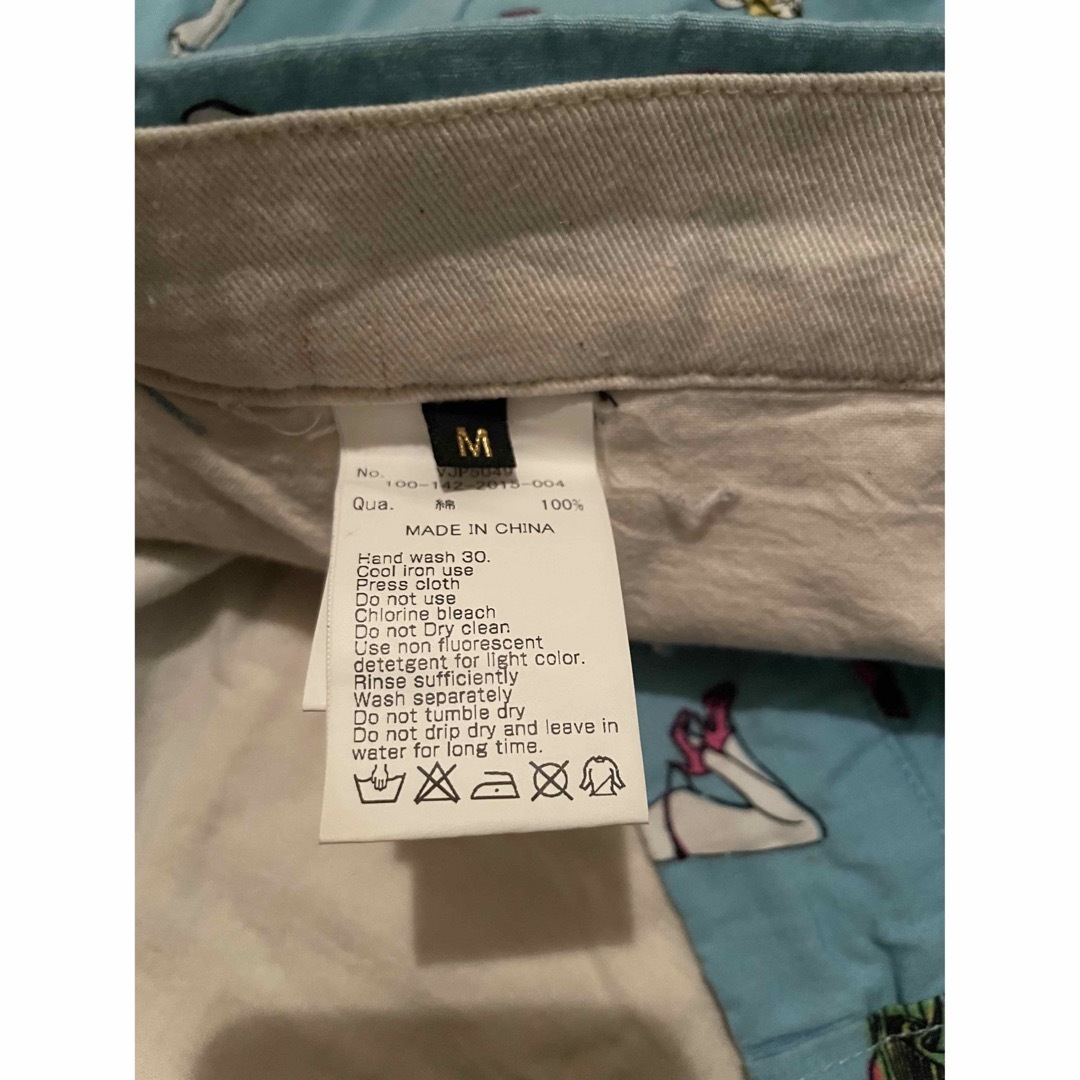 M
No.
100-142-2015-004
Qua. 綿 100%
MADE IN CHINA
Hand wash 30.
Cool iron use
Press cloth
Do not use
Chlorine bleach
Do not Dry clean.
Use non fluorescent
detetgent for light color.
Rinse sufficiently
Wash separately
Do not tumble dry
Do not drip dry and leave in
water for long time.